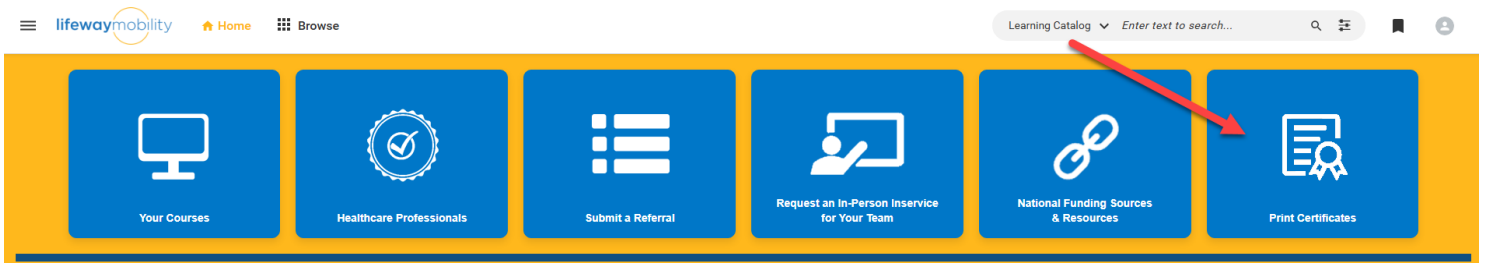 lifewaymobility
Home
Browse
Learning Catalog
Enter text to search...
Your Courses
Healthcare Professionals
Submit a Referral
Request an In-Person Inservice
for Your Team
National Funding Sources
& Resources
Print Certificates